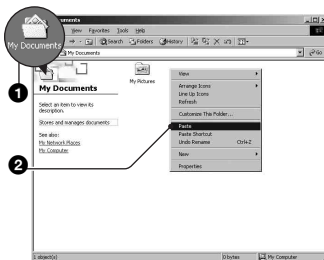 My Documents
Documents
View Favorites Tools Help
Search Folders History
My Documents
Go
My Documents
Select an item to view its
description.
Stores and manages documents
See also:
My Network Places
My Computer
My Pictures
View
Arrange Icons
Line Up Icons
Refresh
Customize This Folder...
Paste
Paste Shortcut
Undo Rename Ctrl+Z
New
Properties
1
2
1 object(s)
0 bytes
My Computer